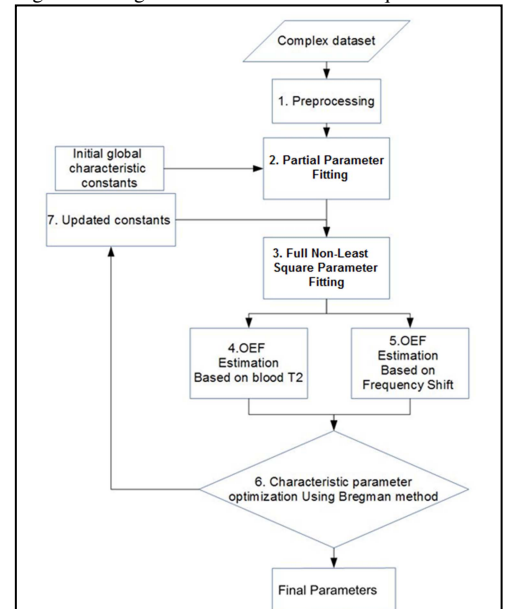 Complex dataset
1. Preprocessing
Initial global
characteristic
constants
2. Partial Parameter
Fitting
7. Updated constants
3. Full Non-Least
Square Parameter
Fitting
4.OEF
Estimation
Based on blood T2
5.OEF
Estimation
Based on
Frequency Shift
6. Characteristic parameter
optimization Using Bregman method
Final Parameters